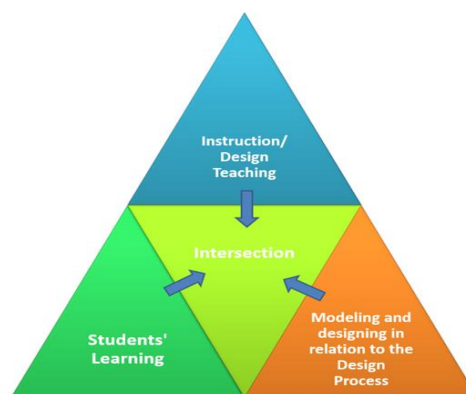 Instruction/
Design
Teaching
Intersection
Students'
Learning
Modeling and
designing in
relation to the
Design
Process